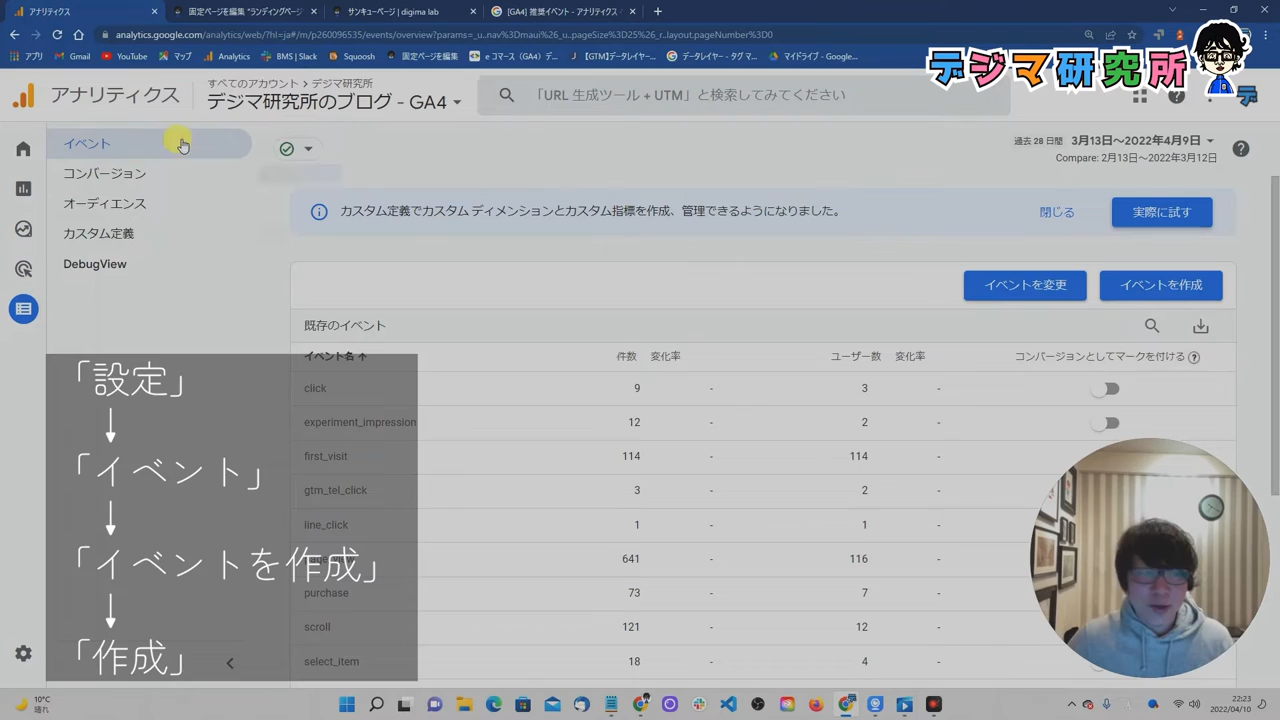 アナリティクス
固定ページを編集 "ランディングペー
サンキューページ | digima lab
[GA4] 推奨イベント - アナリティクス
analytics.google.com/analytics/web/?hl=ja#/m/p260096535/events/overview?params=_u..nav%3Dmaui%26_u.pageSize%3D25%26_r..layout.pageNumber%3D0
アプリ
Gmail
YouTube
マップ
Analytics
BMS | Slack
Squoosh
固定ページを編集 <...
e-コマース（GA4）デ...
【GTM】データレイヤー...
データレイヤー - タグ マ...
マイドライブ - Google...
デジマ研究所
アナリティクス
すべてのアカウント > デジマ研究所
デジマ研究所のブログ - GA4
「URL 生成ツール + UTM」と検索してみてください
イベント
コンバージョン
オーディエンス
カスタム定義
DebugView
過去 28 日間 3月13日～2022年4月9日
Compare: 2月13日～2022年3月12日
カスタム定義でカスタム ディメンションとカスタム指標を作成、管理できるようになりました。
閉じる
実際に試す
イベントを変更
イベントを作成
既存のイベント
イベント名 ↑ 件数 変化率 ユーザー数 変化率 コンバージョンとしてマークを付ける
click 9 - 3 -
experiment_impression 12 - 2 -
first_visit 114 - 114 -
gtm_tel_click 3 - 2 -
line_click 1 - 1 -
641 - 116 -
purchase 73 - 7 -
scroll 121 - 12 -
select_item 18 - 4 -
「設定」
↓
「イベント」
↓
「イベントを作成」
↓
「作成」
10°C
晴れ
22:23
2022/04/10